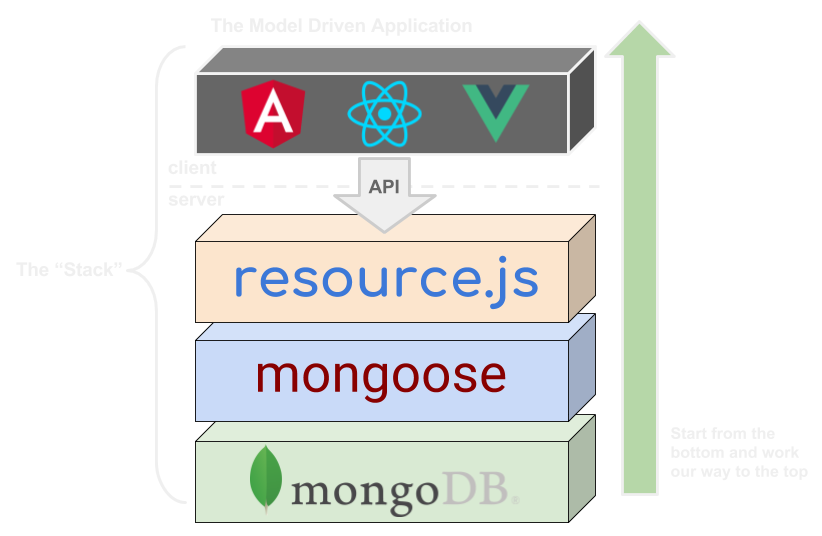 The Model Driven Application
A
client
API
server
The “Stack”
resource.js
mongoose
mongoDB®
Start from the
bottom and work
our way to the top